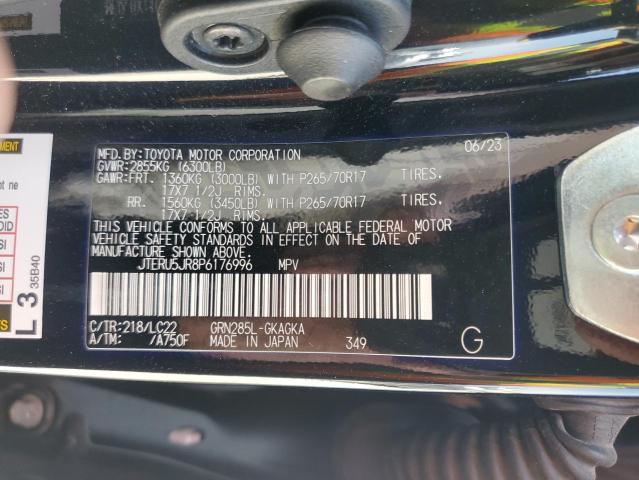 MFD.BY:TOYOTA MOTOR CORPORATION 06/23
GVWR:2855KG (6300LB)
GAWR:FRT. 1360KG (3000LB) WITH P265/70R17 TIRES.
17X7 1/2J RIMS.
RR. 1560KG (3450LB) WITH P265/70R17 TIRES.
17X7 1/2J RIMS.
THIS VEHICLE CONFORMS TO ALL APPLICABLE FEDERAL MOTOR
VEHICLE SAFETY STANDARDS IN EFFECT ON THE DATE OF
MANUFACTURE SHOWN ABOVE.
JTERU5JR8P6176996 MPV
C/TR:218/LC22 GRN285L-GKAGKA
A/TM: /A750F MADE IN JAPAN 349 G
L 3
35B40